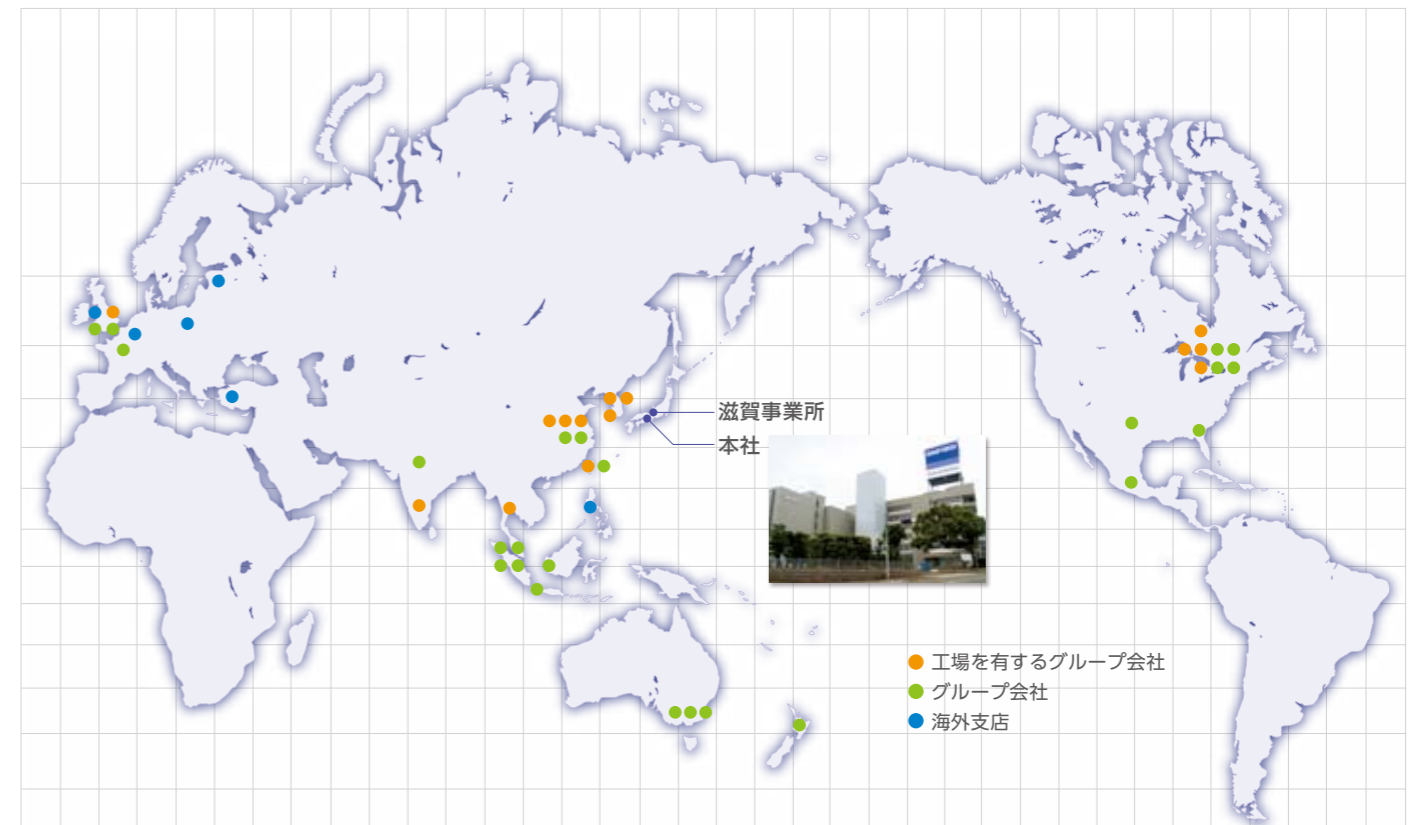 滋賀事業所
本社
工場を有するグループ会社
グループ会社
海外支店